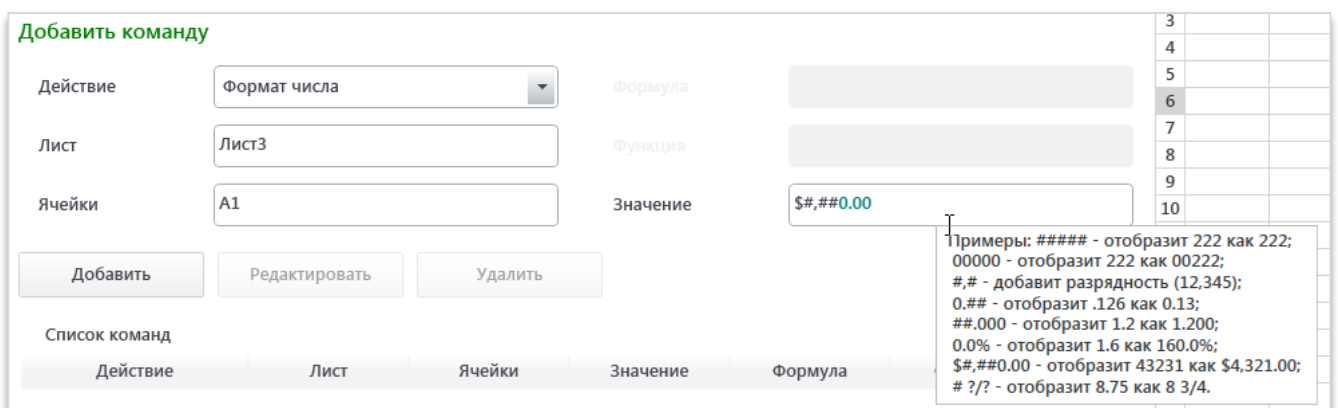 Добавить команду
Действие
Формат числа
Формула
Лист
Лист3
Функция
Ячейки
A1
Значение
$#,##0.00
Добавить
Редактировать
Удалить
Список команд
Действие Лист Ячейки Значение Формула
3
4
5
6
7
8
9
10
Примеры: ##### - отобразит 222 как 222;
00000 - отобразит 222 как 00222;
#,# - добавит разрядность (12,345);
0.## - отобразит .126 как 0.13;
##.000 - отобразит 1.2 как 1.200;
0.0% - отобразит 1.6 как 160.0%;
$#,##0.00 - отобразит 43231 как $4,321.00;
# ?/? - отобразит 8.75 как 8 3/4.